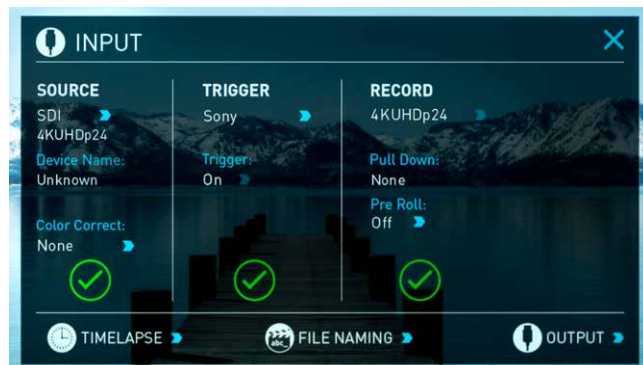 INPUT
SOURCE
SDI
4KUHDp24
Device Name:
Unknown
Color Correct:
None
TRIGGER
Sony
Trigger:
On
RECORD
4KUHDp24
Pull Down:
None
Pre Roll:
Off
TIMELAPSE
abc_
FILE NAMING
OUTPUT